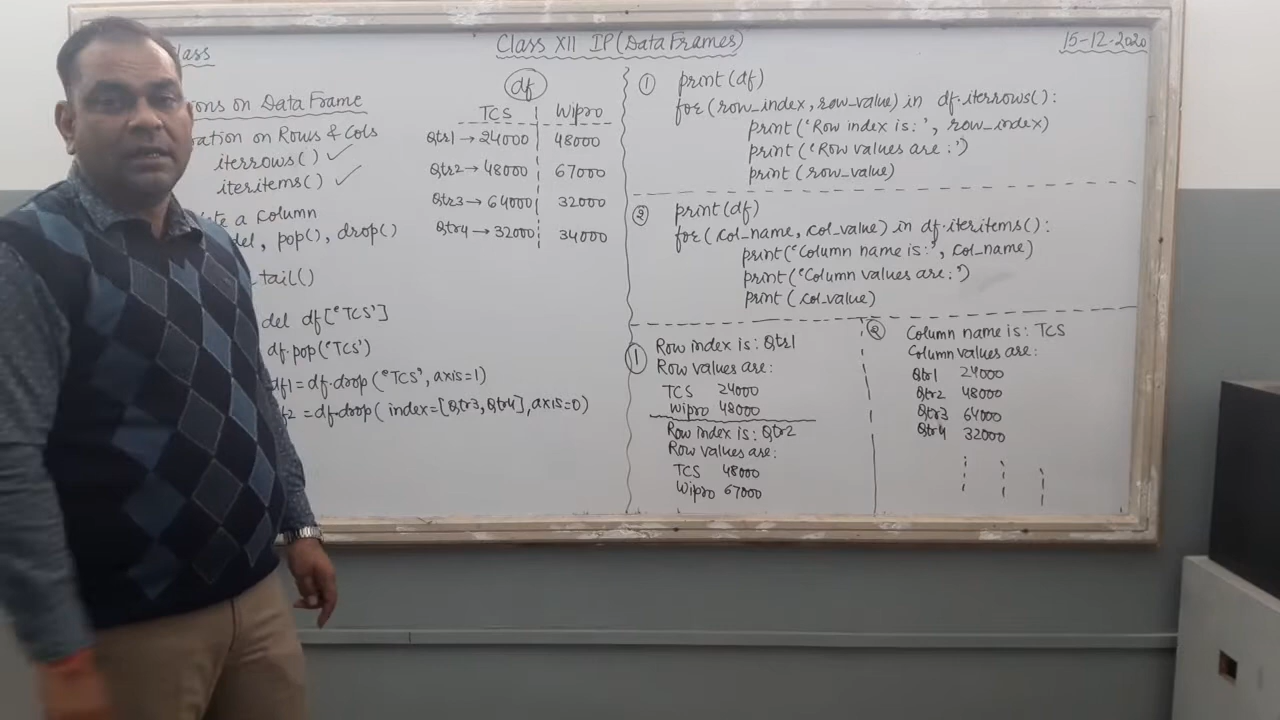 Class
Class XII IP (Data Frames)
15-12-2020
ons on Data Frame
ation on Rows & Cols
iterrows() ✓
iteritems() ✓
te a Column
del, pop(), drop()
tail()
del df['TCS']
df.pop('TCS')
df1 = df.drop('TCS', axis=1)
df2 = df.drop( index=[Qtr3, Qtr4], axis=0)
df
TCS Wipro
Qtr1 → 24000 48000
Qtr2 → 48000 67000
Qtr3 → 64000 32000
Qtr4 → 32000 34000
① print (df)
for (row_index, row_value) in df.iterrows():
print('Row index is:', row_index)
print('Row values are:')
print (row_value)
② print (df)
for (col_name, col_value) in df.iteritems():
print('Column name is:', col_name)
print('Column values are:')
print (col_value)
① Row index is: Qtr1
Row values are:
TCS 24000
Wipro 48000
Row index is: Qtr2
Row values are:
TCS 48000
Wipro 67000
② Column name is: TCS
Column values are:
Qtr1 24000
Qtr2 48000
Qtr3 64000
Qtr4 32000